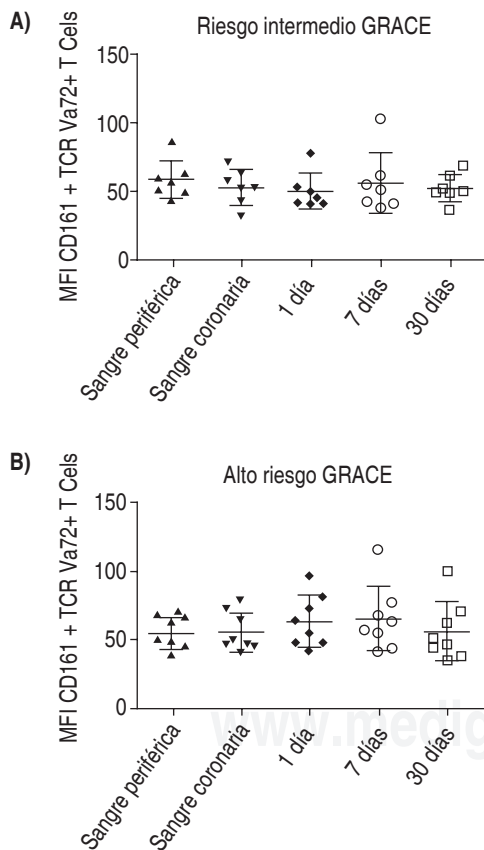 A)
Riesgo intermedio GRACE
MFI CD161 + TCR Va72+ T Cels
150
100
50
0
Sangre periférica
Sangre coronaria
1 día
7 días
30 días
B)
Alto riesgo GRACE
MFI CD161 + TCR Va72+ T Cels
150
100
50
0
Sangre periférica
Sangre coronaria
1 día
7 días
30 días
www.medig